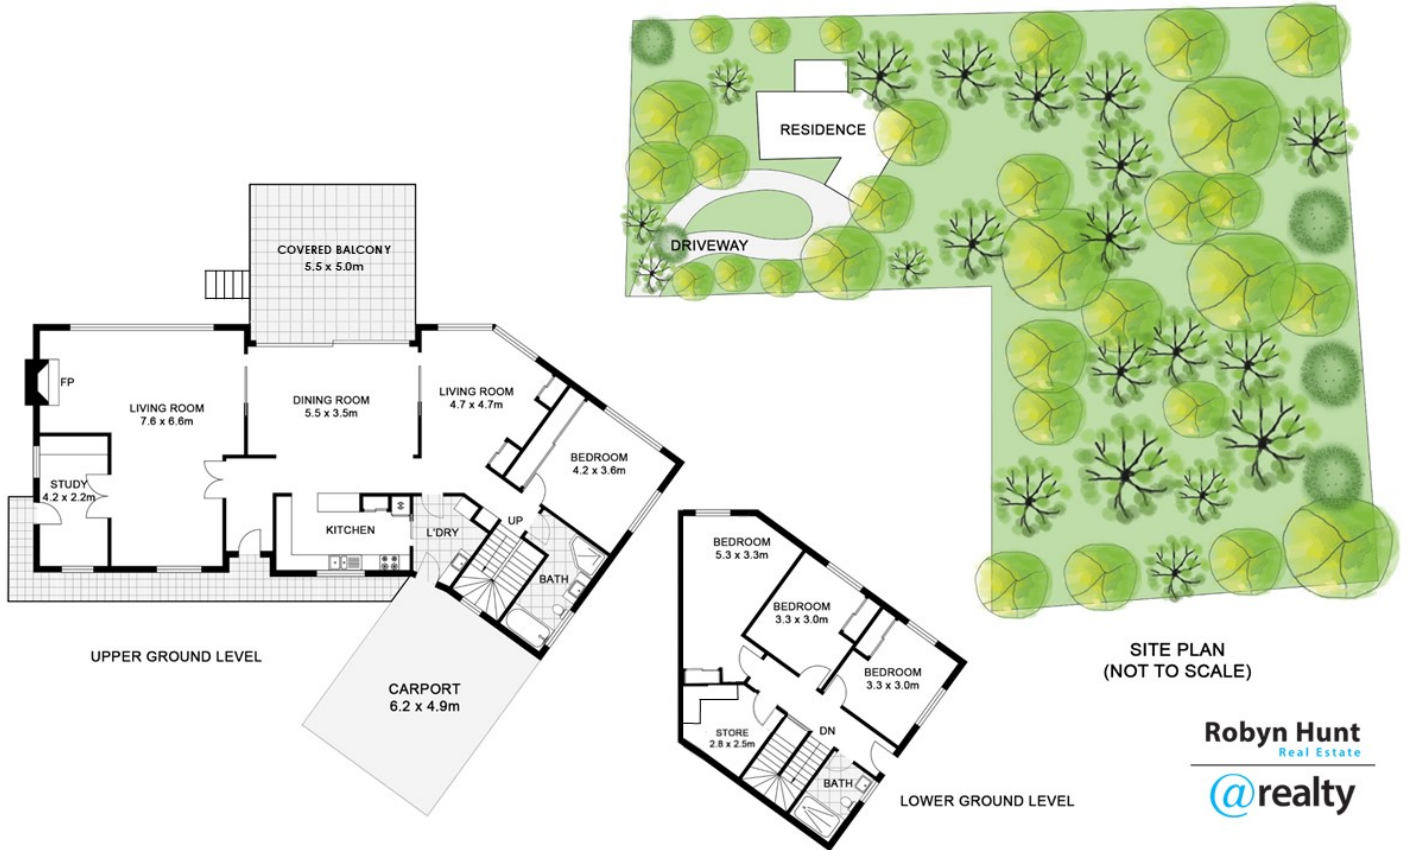 COVERED BALCONY
5.5 x 5.0m
FP
LIVING ROOM
7.6 x 6.6m
DINING ROOM
5.5 x 3.5m
LIVING ROOM
4.7 x 4.7m
BEDROOM
4.2 x 3.6m
STUDY
4.2 x 2.2m
KITCHEN
L'DRY
UP
BATH
UPPER GROUND LEVEL
CARPORT
6.2 x 4.9m
BEDROOM
5.3 x 3.3m
BEDROOM
3.3 x 3.0m
BEDROOM
3.3 x 3.0m
STORE
2.8 x 2.5m
DN
BATH
LOWER GROUND LEVEL
RESIDENCE
DRIVEWAY
SITE PLAN
(NOT TO SCALE)
Robyn Hunt
Real Estate
@realty